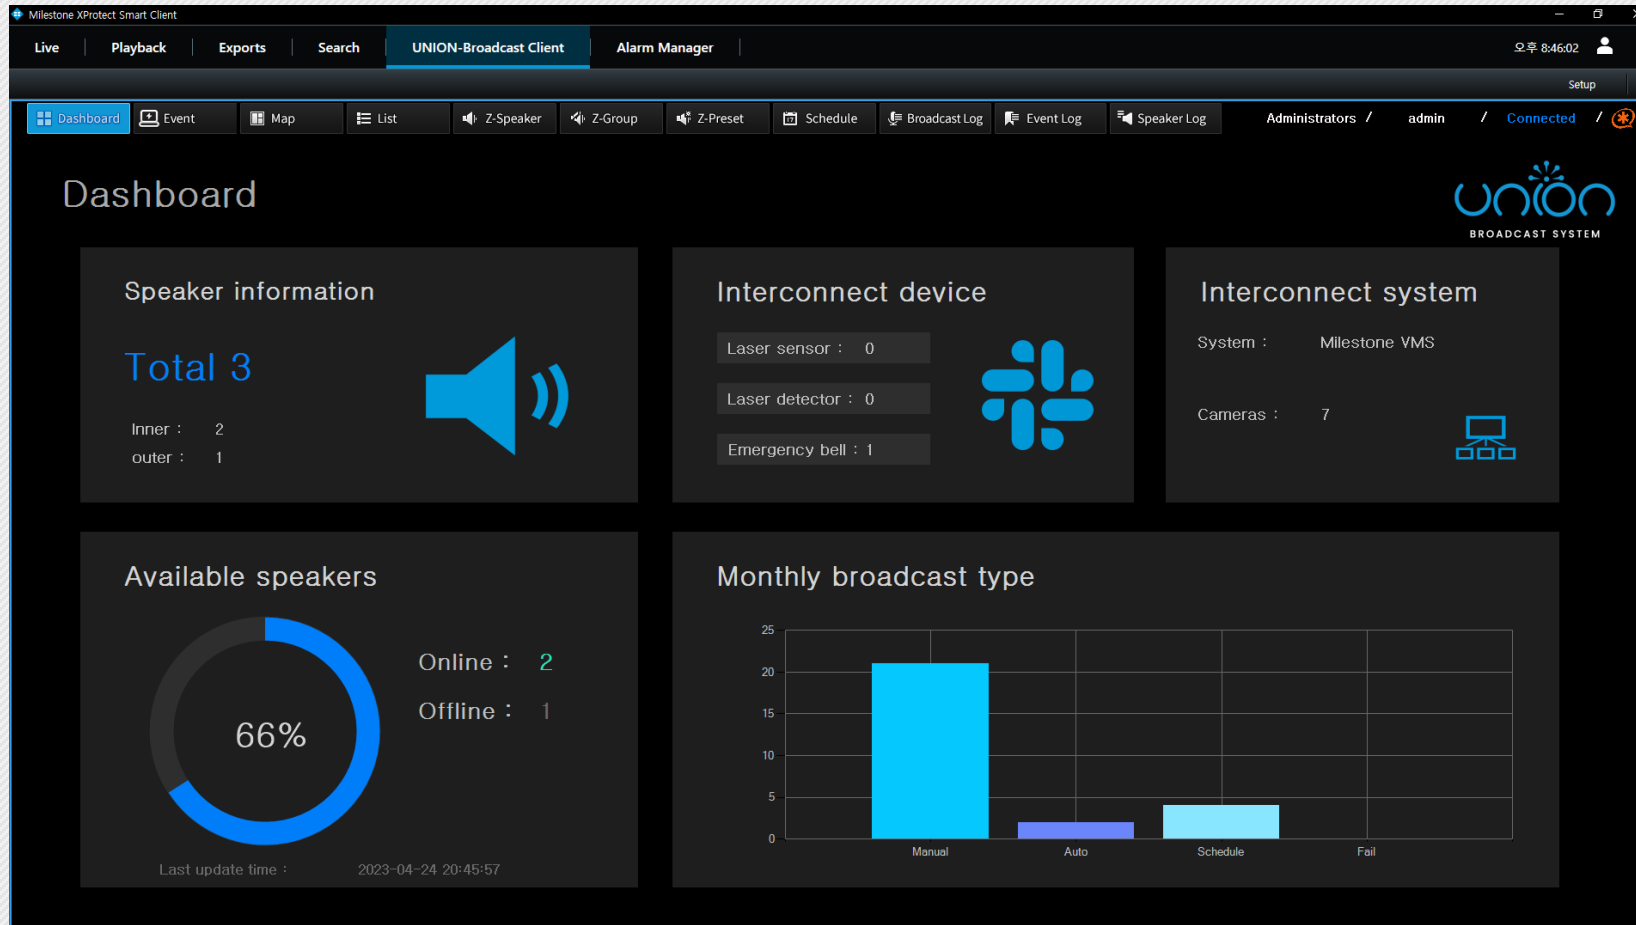 Milestone XProtect Smart Client
Live Playback Exports Search UNION-Broadcast Client Alarm Manager 오후 8:46:02
Setup
Dashboard Event Map List Z-Speaker Z-Group Z-Preset Schedule Broadcast Log Event Log Speaker Log Administrators / admin / Connected /
Dashboard
union
BROADCAST SYSTEM
Speaker information
Total 3
Inner : 2
outer : 1
Interconnect device
Laser sensor : 0
Laser detector : 0
Emergency bell : 1
Interconnect system
System : Milestone VMS
Cameras : 7
Available speakers
66%
Online : 2
Offline : 1
Last update time : 2023-04-24 20:45:57
Monthly broadcast type
25
20
15
10
5
0
Manual Auto Schedule Fail